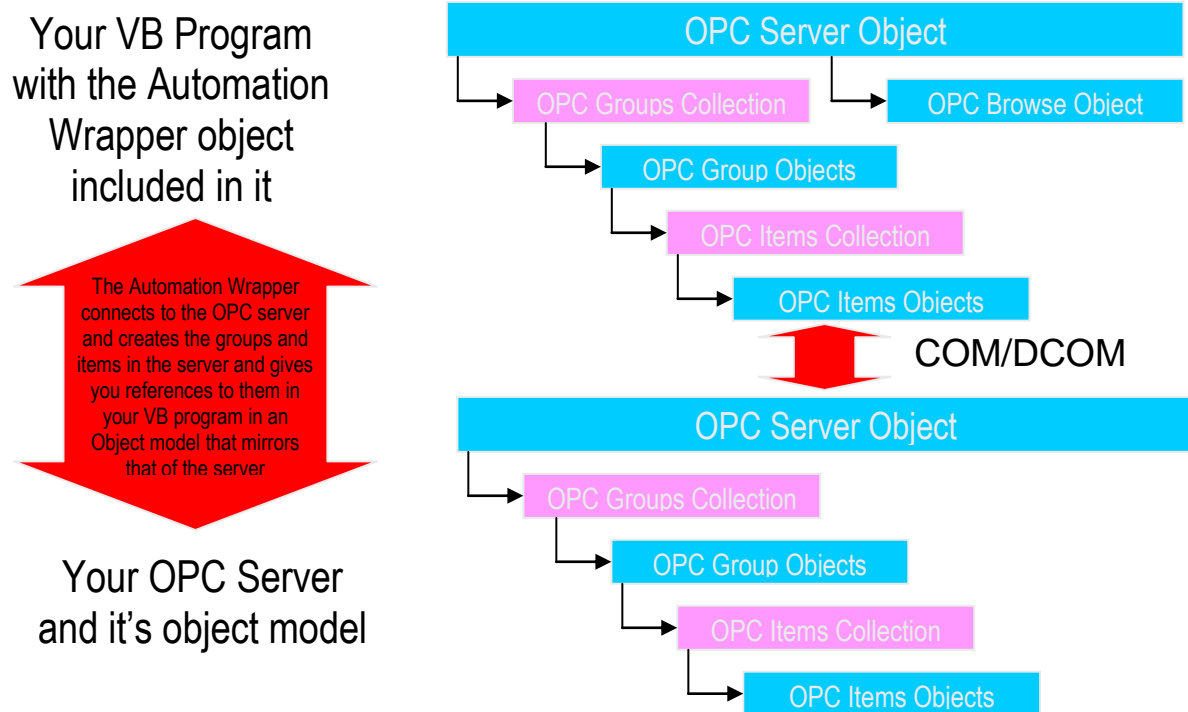 Your VB Program
with the Automation
Wrapper object
included in it
The Automation Wrapper
connects to the OPC server
and creates the groups and
items in the server and gives
you references to them in
your VB program in an
Object model that mirrors
that of the server
Your OPC Server
and it's object model
OPC Server Object
OPC Groups Collection
OPC Browse Object
OPC Group Objects
OPC Items Collection
OPC Items Objects
COM/DCOM
OPC Server Object
OPC Groups Collection
OPC Group Objects
OPC Items Collection
OPC Items Objects